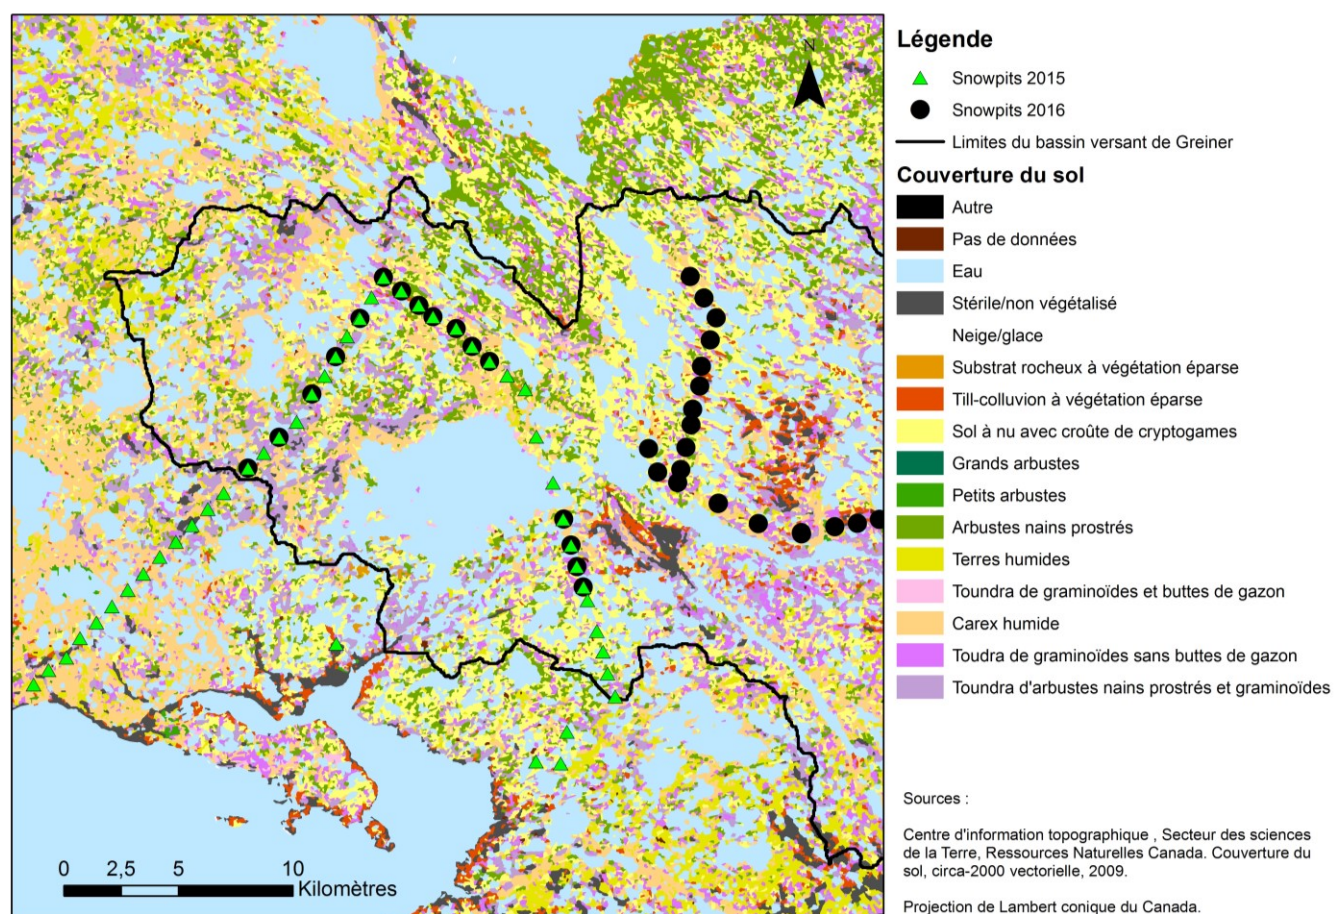 N
0 2,5 5 10
Kilomètres
Légende
Snowpits 2015
Snowpits 2016
Limites du bassin versant de Greiner
Couverture du sol
Autre
Pas de données
Eau
Stérile/non végétalisé
Neige/glace
Substrat rocheux à végétation éparse
Till-colluvion à végétation éparse
Sol à nu avec croûte de cryptogames
Grands arbustes
Petits arbustes
Arbustes nains prostrés
Terres humides
Toundra de graminoïdes et buttes de gazon
Carex humide
Toudra de graminoïdes sans buttes de gazon
Toundra d'arbustes nains prostrés et graminoïdes
Sources :
Centre d'information topographique , Secteur des sciences
de la Terre, Ressources Naturelles Canada. Couverture du
sol, circa-2000 vectorielle, 2009.
Projection de Lambert conique du Canada.